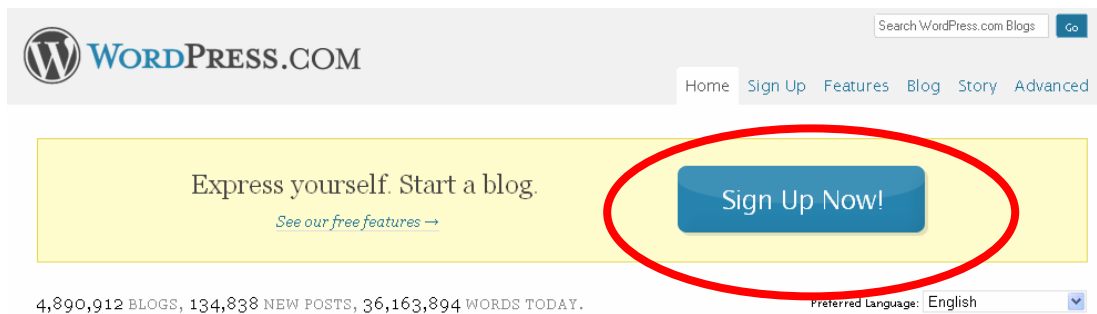 Search WordPress.com Blogs Go
WORDPRESS.COM
Home Sign Up Features Blog Story Advanced
Express yourself. Start a blog.
See our free features →
Sign Up Now!
4,890,912 BLOGS, 134,838 NEW POSTS, 36,163,894 WORDS TODAY.
Preferred Language: English